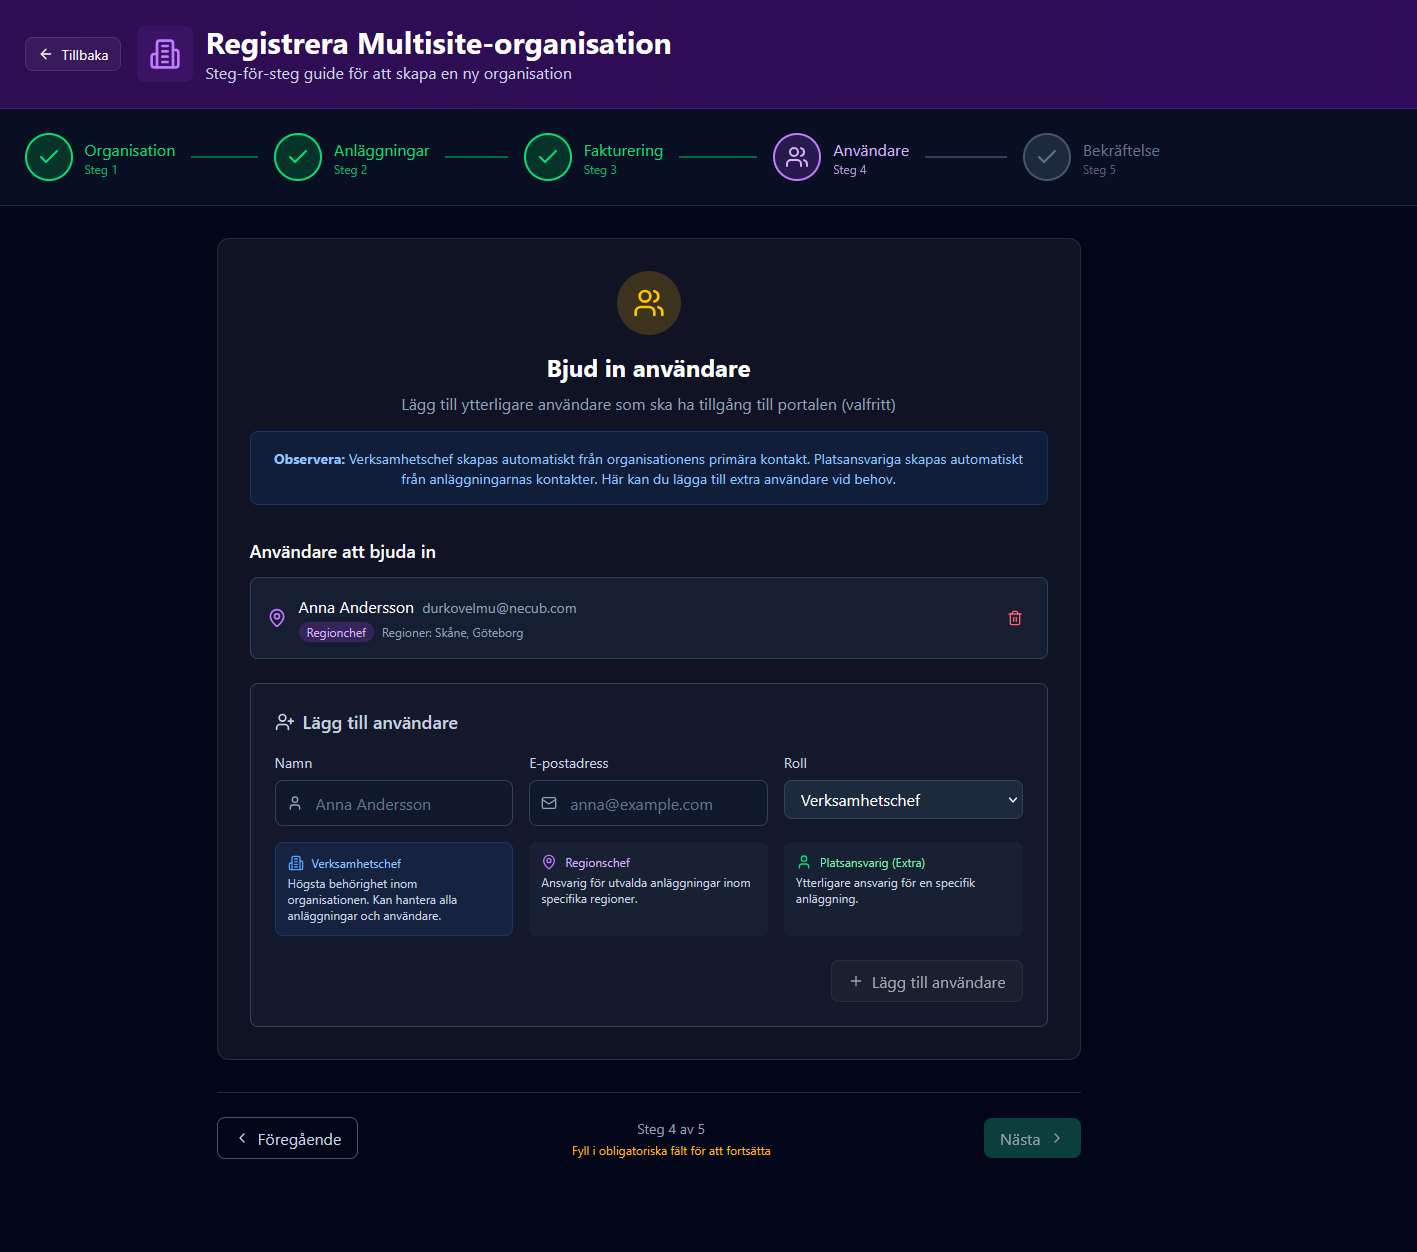 Tillbaka
Registrera Multisite-organisation
Steg-för-steg guide för att skapa en ny organisation
Organisation
Steg 1
Anläggningar
Steg 2
Fakturering
Steg 3
Användare
Steg 4
Bekräftelse
Steg 5
Bjud in användare
Lägg till ytterligare användare som ska ha tillgång till portalen (valfritt)
Observera: Verksamhetschef skapas automatiskt från organisationens primära kontakt. Platsansvariga skapas automatiskt
från anläggningarnas kontakter. Här kan du lägga till extra användare vid behov.
Användare att bjuda in
Anna Andersson durkovelmu@necub.com
Regionchef Regioner: Skåne, Göteborg
Lägg till användare
Namn
Anna Andersson
E-postadress
anna@example.com
Roll
Verksamhetschef
Verksamhetschef
Högsta behörighet inom
organisationen. Kan hantera alla
anläggningar och användare.
Regionschef
Ansvarig för utvalda anläggningar inom
specifika regioner.
Platsansvarig (Extra)
Ytterligare ansvarig för en specifik
anläggning.
Lägg till användare
Föregående
Steg 4 av 5
Fyll i obligatoriska fält för att fortsätta
Nästa